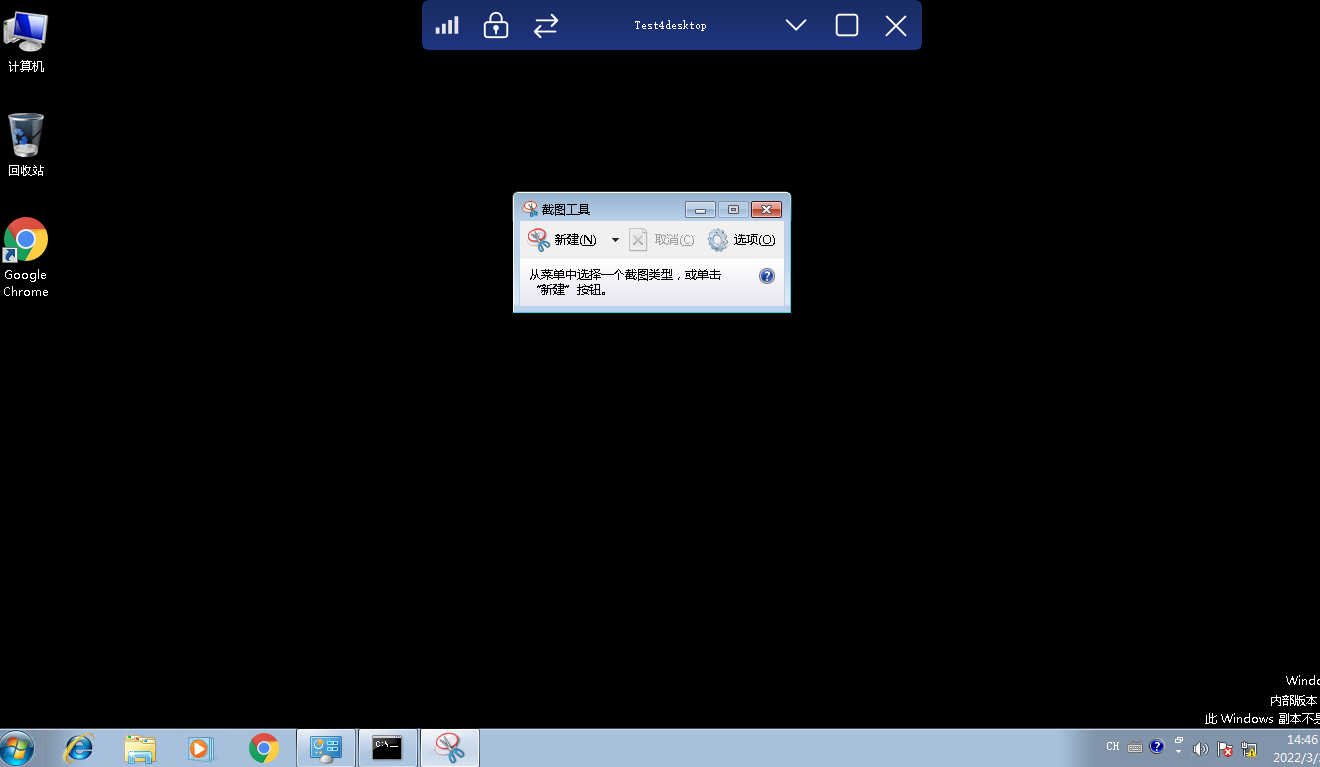 Test4desktop
计算机
回收站
Google
Chrome
截图工具
新建(N)
取消(C)
选项(O)
从菜单中选择一个截图类型，或单击
“新建”按钮。
内部版本
此 Windows 副本不
C:\
CH
14:46
2022/3/